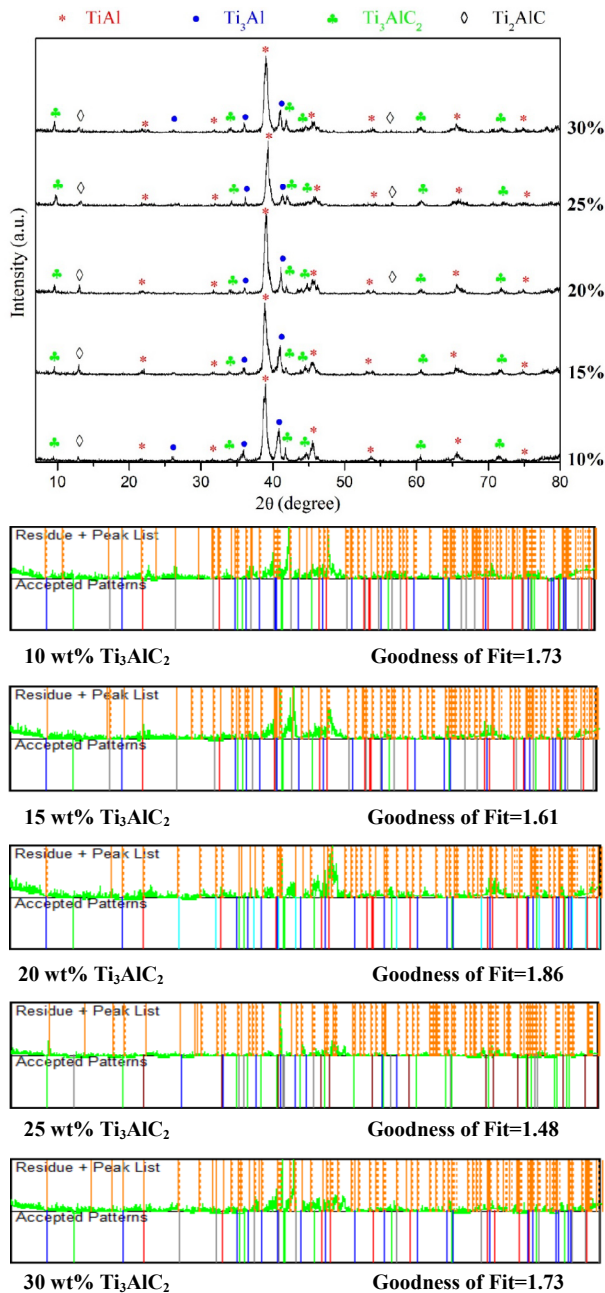 * TiAl • Ti₃Al ♣ Ti₃AlC₂ ◊ Ti₂AlC
30%
25%
20%
15%
10%
Intensity (a.u.)
10 20 30 40 50 60 70 80
2θ (degree)
Residue + Peak List
Accepted Patterns
10 wt% Ti₃AlC₂ Goodness of Fit=1.73
Residue + Peak List
Accepted Patterns
15 wt% Ti₃AlC₂ Goodness of Fit=1.61
Residue + Peak List
Accepted Patterns
20 wt% Ti₃AlC₂ Goodness of Fit=1.86
Residue + Peak List
Accepted Patterns
25 wt% Ti₃AlC₂ Goodness of Fit=1.48
Residue + Peak List
Accepted Patterns
30 wt% Ti₃AlC₂ Goodness of Fit=1.73